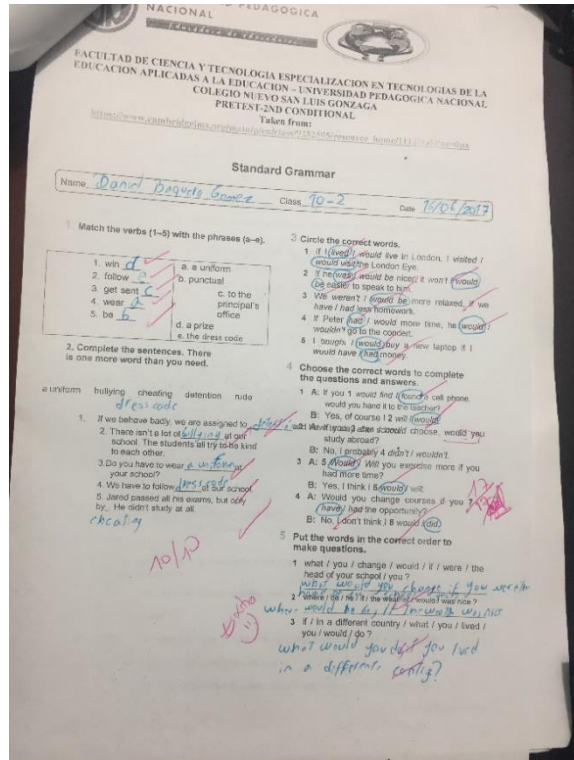 NACIONAL
PEDAGOGICA
Educadora de educadores
FACULTAD DE CIENCIA Y TECNOLOGIA ESPECIALIZACION EN TECNOLOGIAS DE LA
EDUCACION APLICADAS A LA EDUCACION – UNIVERSIDAD PEDAGOGICA NACIONAL
COLEGIO NUEVO SAN LUIS GONZAGA
PRETEST-2ND CONDITIONAL
Taken from:
Standard Grammar
Name Daniel Gomez Class 10-2 Date 16/06/2017
1 Match the verbs (1–5) with the phrases (a–e).
1. win d
2. follow e
3. get sent c
4. wear a
5. be b
a. a uniform
b. punctual
c. to the
principal's
office
d. a prize
e. the dress code
2. Complete the sentences. There
is one more word than you need.
a uniform bullying cheating detention rude
dress code
1. If we behave badly, we are assigned to
2. There isn't a lot of bullying at our
school. The students all try to be kind
to each other.
3. Do you have to wear a uniform at
your school?
4. We have to follow dress code at our school.
5. Jared passed all his exams, but only
by . He didn't study at all.
cheating
10/10
3 Circle the correct words.
1 If I lived / would live in London, I visited /
would visit the London Eye.
2 If he was / would be nicer, it won't / would
be easier to speak to him.
3 We weren't / would be more relaxed, if we
have / had less homework.
4 If Peter had / would more time, he would /
wouldn't go to the concert.
5 I bought / would buy a new laptop if I
would have / had money.
4 Choose the correct words to complete
the questions and answers.
1 A: If you 1 would find / found a cell phone,
would you hand it to the teacher?
B: Yes, of course I 2 will / would.
choose, would you
study abroad?
B: No, I probably 4 didn't / wouldn't.
3 A: 5 Would / Will you exercise more if you
had more time?
B: Yes, I think I 6 would / will.
4 A: Would you change courses if you 7
have / had the opportunity?
B: No, I don't think I 8 would / did.
5 Put the words in the correct order to
make questions.
1 what / you / change / would / if / were / the
head of your school / you ?
what would you change if you were the
2 where / be / he / if / the weather / would / was nice ?
where would be he if the weath was nice
3 if / in a different country / what / you / lived /
you / would / do ?
what would you do if you lived
in a different contry?